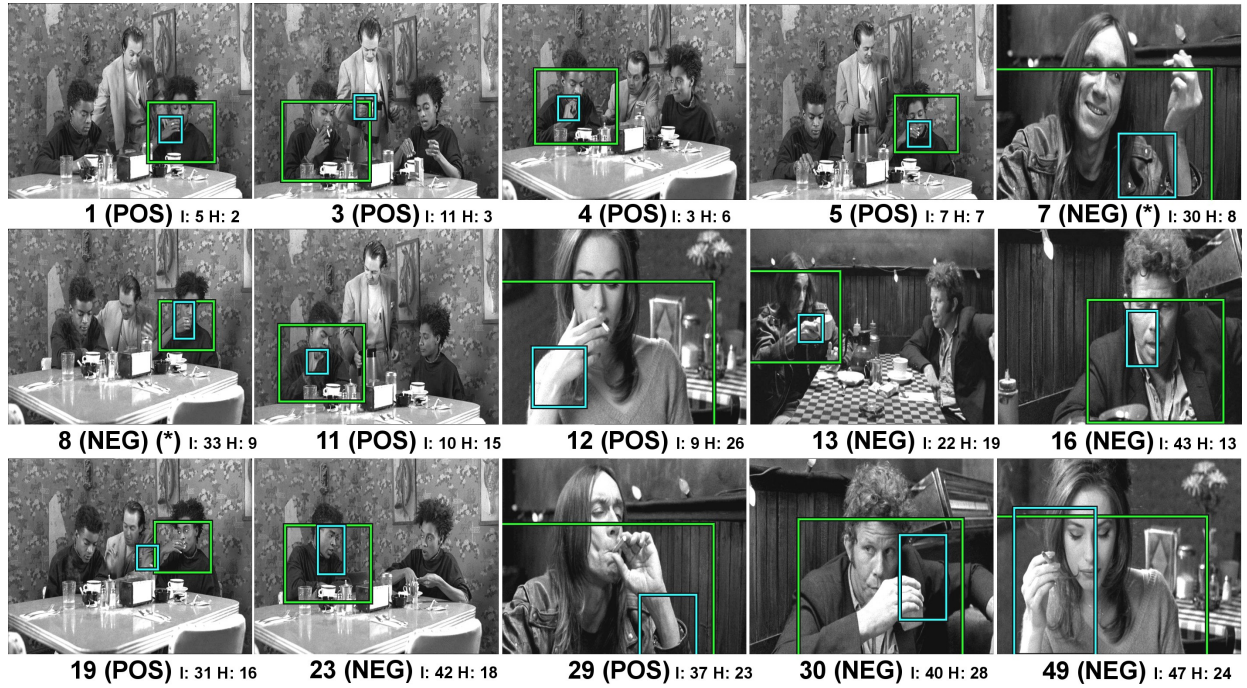 1 (POS) I: 5 H: 2
3 (POS) I: 11 H: 3
4 (POS) I: 3 H: 6
5 (POS) I: 7 H: 7
7 (NEG) (*) I: 30 H: 8
8 (NEG) (*) I: 33 H: 9
11 (POS) I: 10 H: 15
12 (POS) I: 9 H: 26
13 (NEG) I: 22 H: 19
16 (NEG) I: 43 H: 13
19 (POS) I: 31 H: 16
23 (NEG) I: 42 H: 18
29 (POS) I: 37 H: 23
30 (NEG) I: 40 H: 28
49 (NEG) I: 47 H: 24